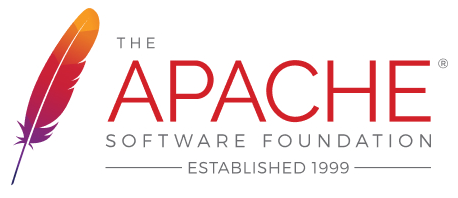 THE
APACHE®
SOFTWARE FOUNDATION
ESTABLISHED 1999